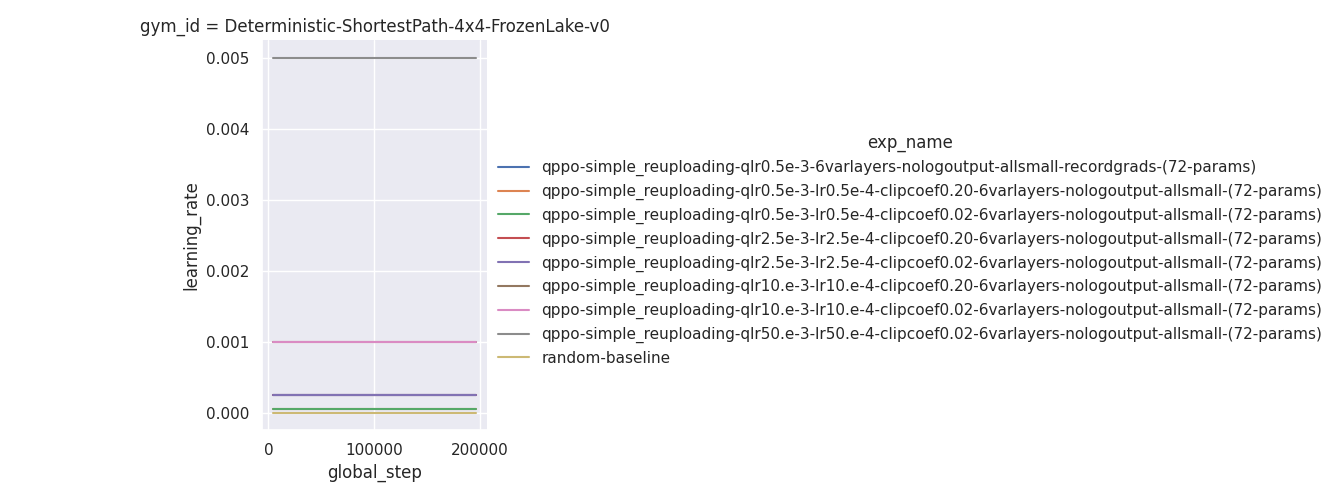 gym_id = Deterministic-ShortestPath-4x4-FrozenLake-v0
0.005
0.004
0.003
0.002
0.001
0.000
learning_rate
0 100000 200000
global_step
exp_name
qppo-simple_reuploading-qlr0.5e-3-6varlayers-nologoutput-allsmall-recordgrads-(72-params)
qppo-simple_reuploading-qlr0.5e-3-lr0.5e-4-clipcoef0.20-6varlayers-nologoutput-allsmall-(72-params)
qppo-simple_reuploading-qlr0.5e-3-lr0.5e-4-clipcoef0.02-6varlayers-nologoutput-allsmall-(72-params)
qppo-simple_reuploading-qlr2.5e-3-lr2.5e-4-clipcoef0.20-6varlayers-nologoutput-allsmall-(72-params)
qppo-simple_reuploading-qlr2.5e-3-lr2.5e-4-clipcoef0.02-6varlayers-nologoutput-allsmall-(72-params)
qppo-simple_reuploading-qlr10.e-3-lr10.e-4-clipcoef0.20-6varlayers-nologoutput-allsmall-(72-params)
qppo-simple_reuploading-qlr10.e-3-lr10.e-4-clipcoef0.02-6varlayers-nologoutput-allsmall-(72-params)
qppo-simple_reuploading-qlr50.e-3-lr50.e-4-clipcoef0.02-6varlayers-nologoutput-allsmall-(72-params)
random-baseline